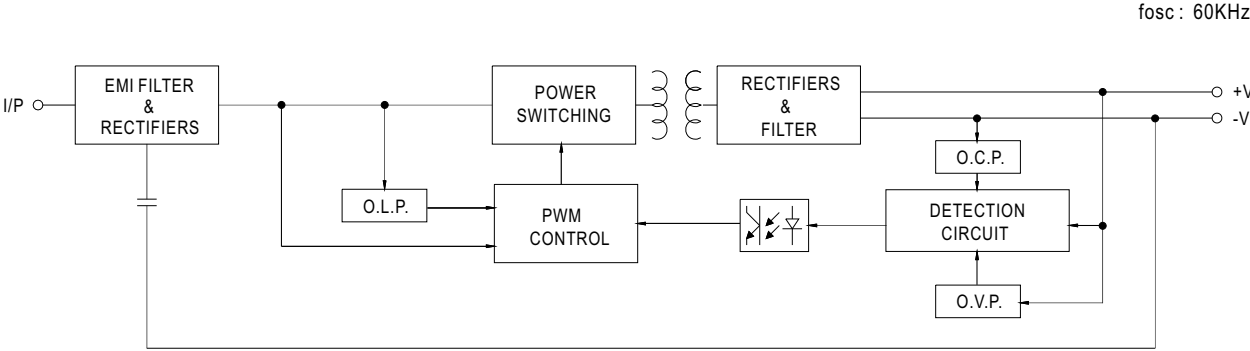 fosc : 60KHz
I/P
EMI FILTER
&
RECTIFIERS
POWER
SWITCHING
RECTIFIERS
&
FILTER
+V
-V
O.C.P.
O.L.P.
PWM
CONTROL
DETECTION
CIRCUIT
O.V.P.